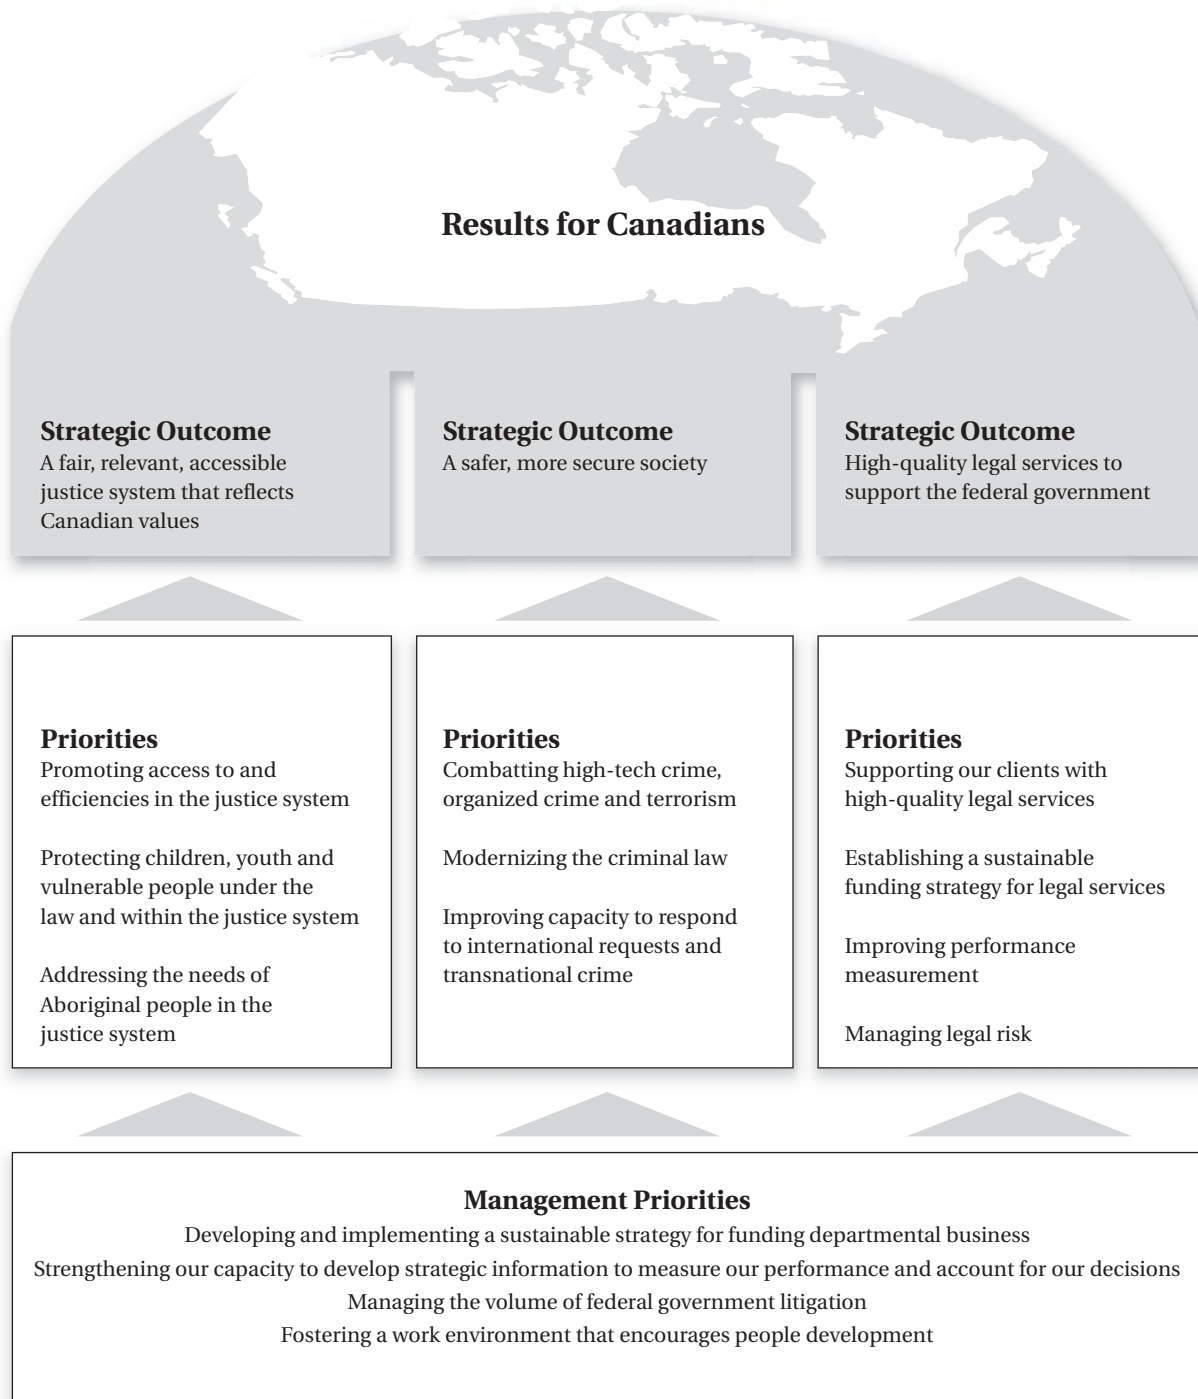 Results for Canadians
Strategic Outcome
A fair, relevant, accessible
justice system that reflects
Canadian values
Strategic Outcome
A safer, more secure society
Strategic Outcome
High-quality legal services to
support the federal government
Priorities
Promoting access to and
efficiencies in the justice system
Protecting children, youth and
vulnerable people under the
law and within the justice system
Addressing the needs of
Aboriginal people in the
justice system
Priorities
Combatting high-tech crime,
organized crime and terrorism
Modernizing the criminal law
Improving capacity to respond
to international requests and
transnational crime
Priorities
Supporting our clients with
high-quality legal services
Establishing a sustainable
funding strategy for legal services
Improving performance
measurement
Managing legal risk
Management Priorities
Developing and implementing a sustainable strategy for funding departmental business
Strengthening our capacity to develop strategic information to measure our performance and account for our decisions
Managing the volume of federal government litigation
Fostering a work environment that encourages people development